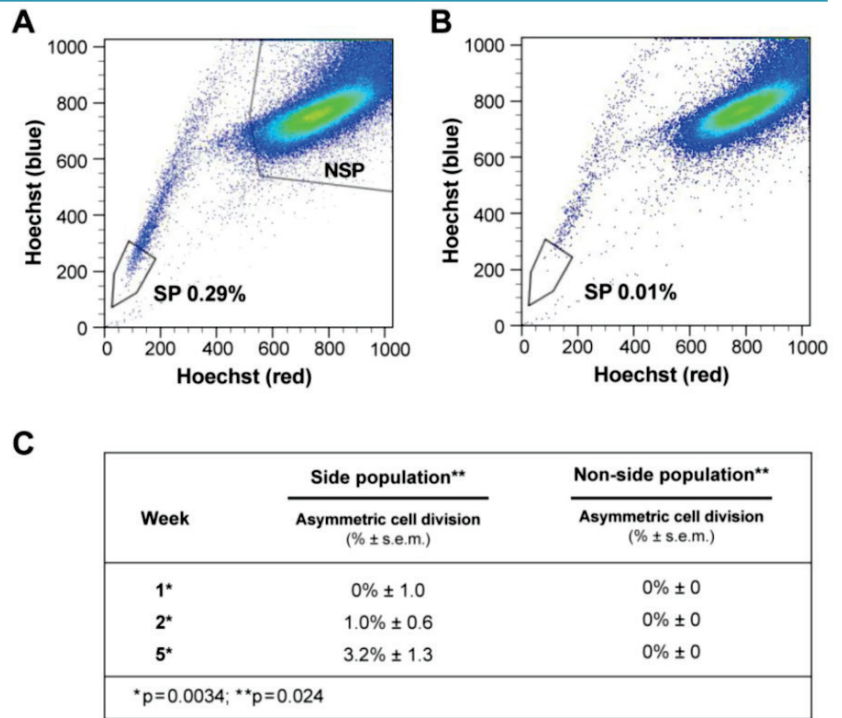 A
1000
800
600
400
200
0
Hoechst (blue)
NSP
SP 0.29%
0 200 400 600 800 1000
Hoechst (red)
B
1000
800
600
400
200
0
Hoechst (blue)
SP 0.01%
0 200 400 600 800 1000
Hoechst (red)
C
Side population** Non-side population**
Week Asymmetric cell division Asymmetric cell division
(% ± s.e.m.) (% ± s.e.m.)
1* 0% ± 1.0 0% ± 0
2* 1.0% ± 0.6 0% ± 0
5* 3.2% ± 1.3 0% ± 0
*p=0.0034; **p=0.024